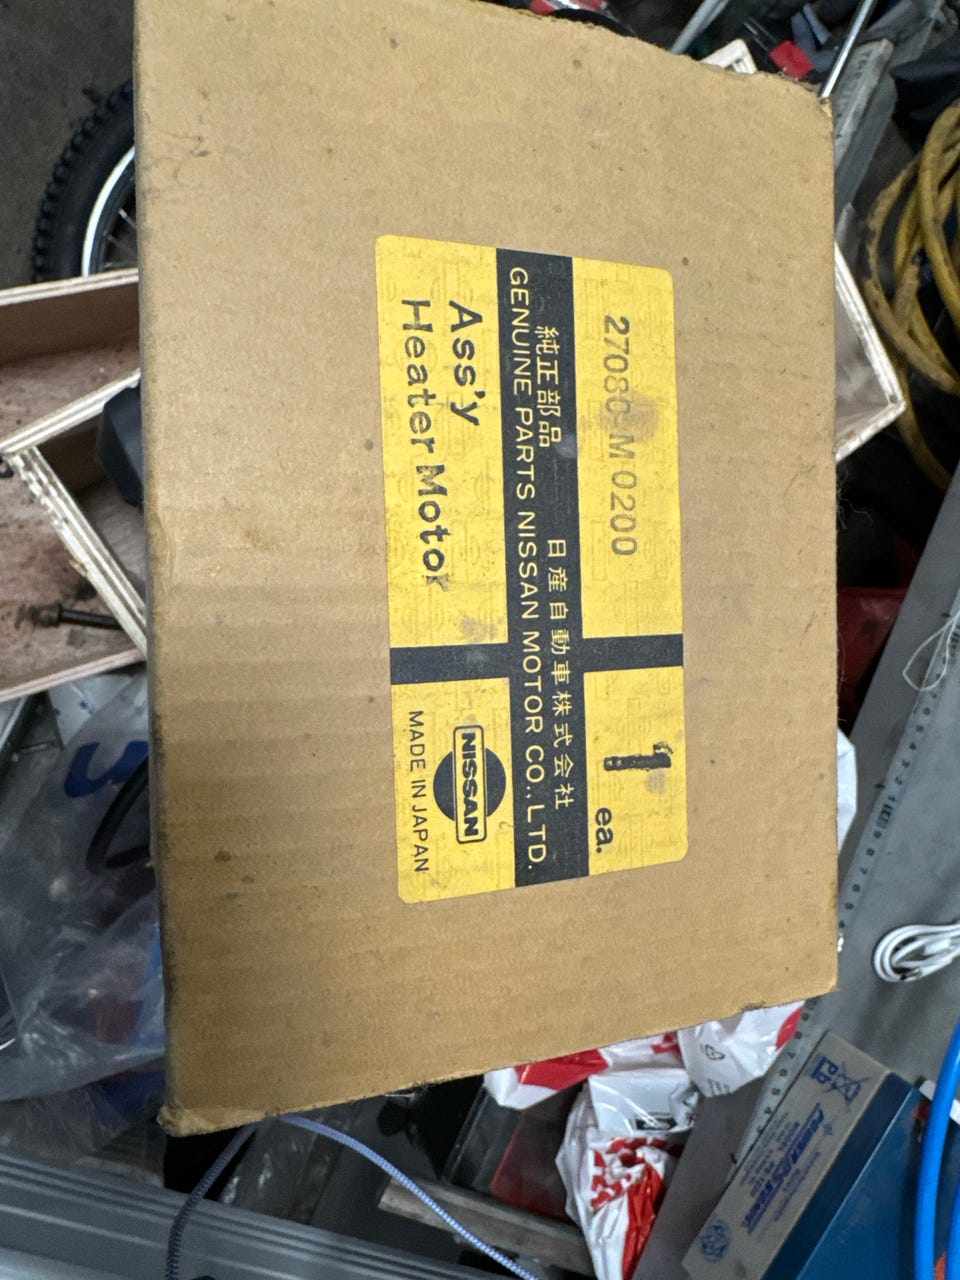 27080-M0200
1 ea.
純正部品 日産自動車株式会社
GENUINE PARTS NISSAN MOTOR CO., LTD.
Ass'y
Heater Motor
NISSAN
MADE IN JAPAN